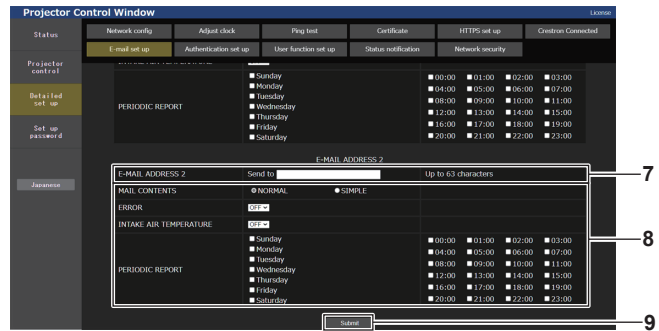 Projector Control Window
License
Status
Network config
Adjust clock
Ping test
Certificate
HTTPS set up
Crestron Connected
E-mail set up
Authentication set up
User function set up
Status notification
Network security
Projector control
Detailed set up
Set up password
Japanese
Sunday
Monday
Tuesday
PERIODIC REPORT
Wednesday
Thursday
Friday
Saturday
00:00 01:00 02:00 03:00
04:00 05:00 06:00 07:00
08:00 09:00 10:00 11:00
12:00 13:00 14:00 15:00
16:00 17:00 18:00 19:00
20:00 21:00 22:00 23:00
E-MAIL ADDRESS 2
E-MAIL ADDRESS 2 Send to Up to 63 characters
7
MAIL CONTENTS NORMAL SIMPLE
ERROR OFF
INTAKE AIR TEMPERATURE OFF
8
Sunday
Monday
Tuesday
PERIODIC REPORT
Wednesday
Thursday
Friday
Saturday
00:00 01:00 02:00 03:00
04:00 05:00 06:00 07:00
08:00 09:00 10:00 11:00
12:00 13:00 14:00 15:00
16:00 17:00 18:00 19:00
20:00 21:00 22:00 23:00
Submit
9